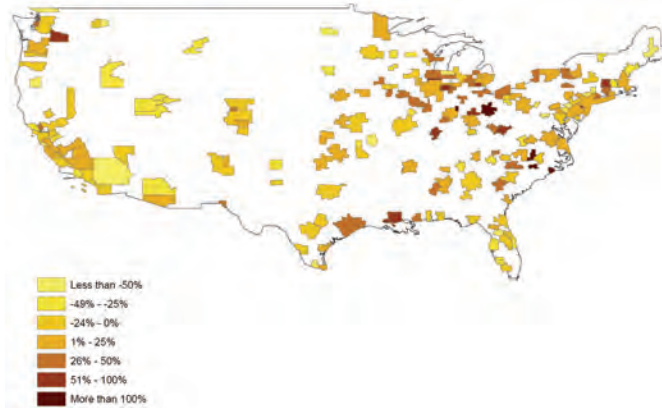 Less than -50%
-49% - -25%
-24% - 0%
1% - 25%
26% - 50%
51% - 100%
More than 100%